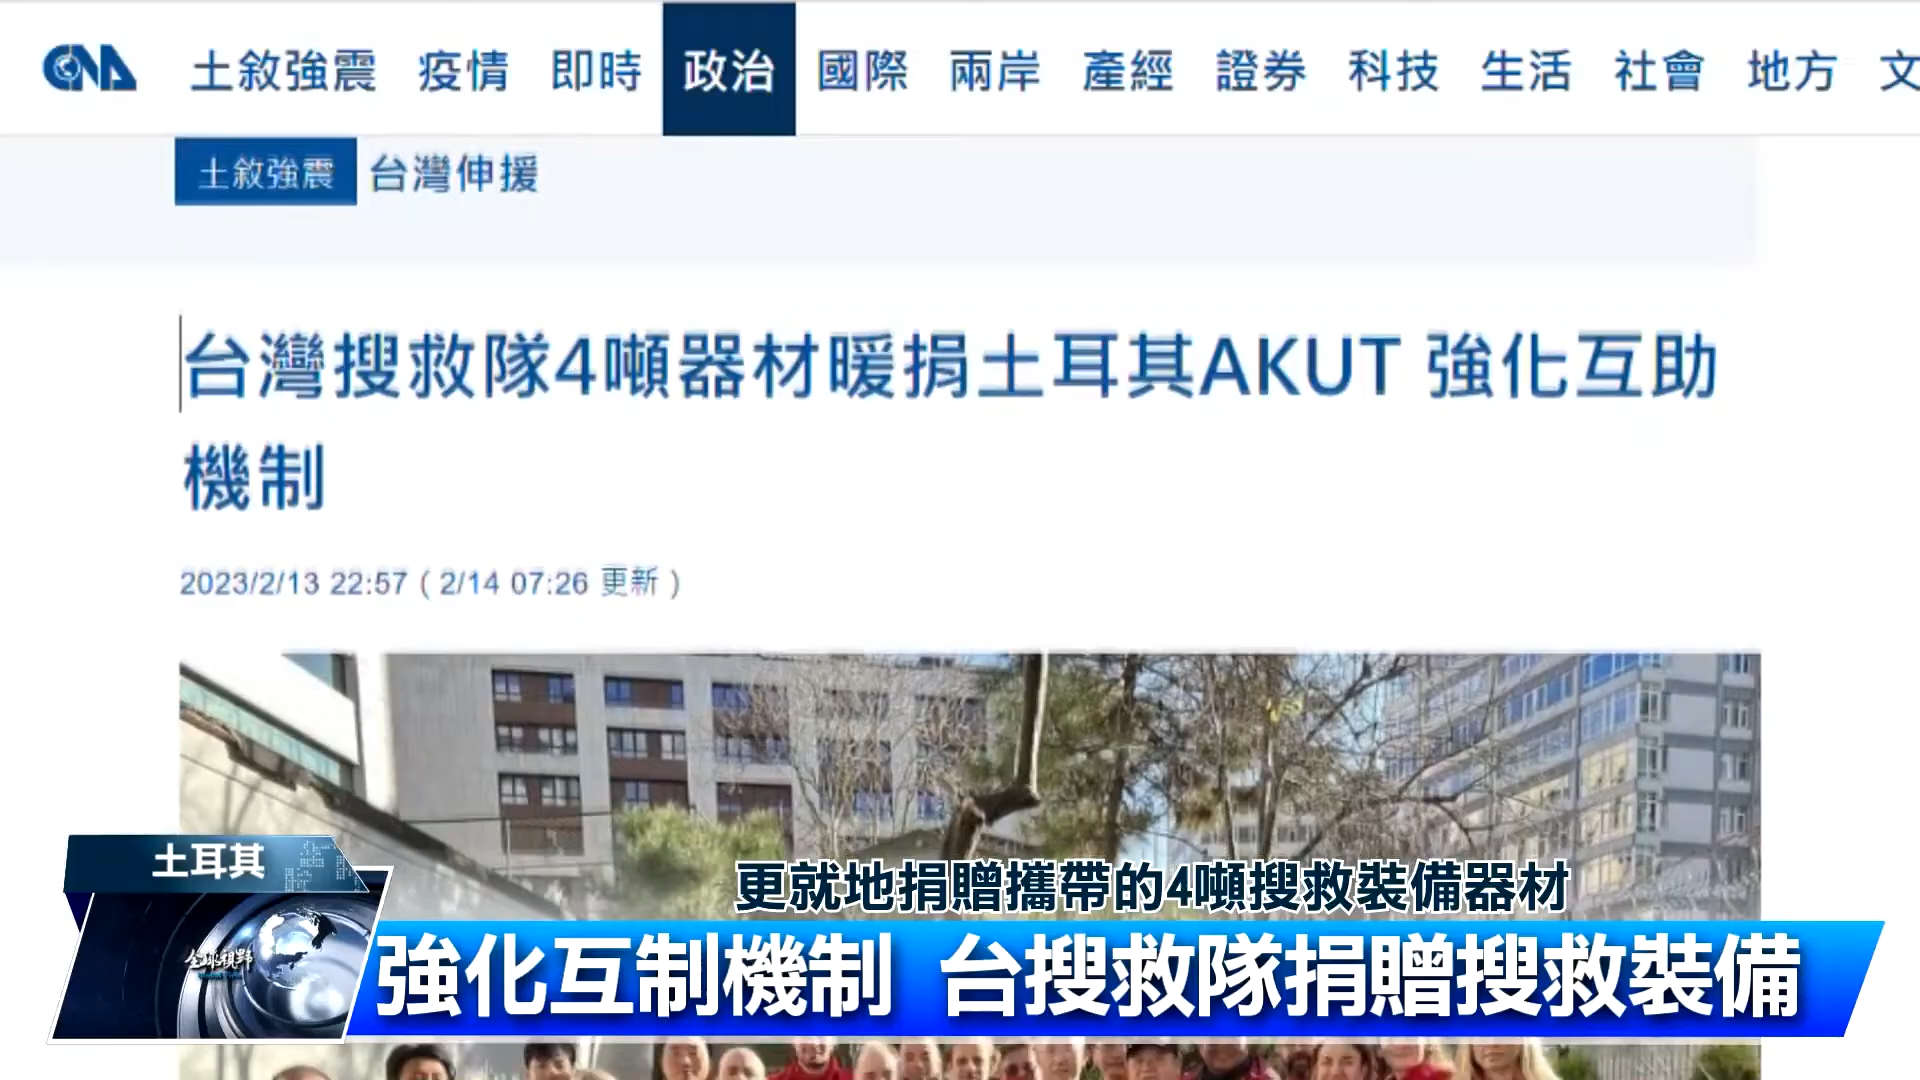 CNA 土敘強震 疫情 即時 政治 國際 兩岸 產經 證券 科技 生活 社會 地方 文
土敘強震 台灣伸援
台灣搜救隊4噸器材暖捐土耳其AKUT 強化互助
機制
2023/2/13 22:57 ( 2/14 07:26 更新 )
土耳其
更就地捐贈攜帶的4噸搜救裝備器材
全球視野
強化互制機制 台搜救隊捐贈搜救裝備